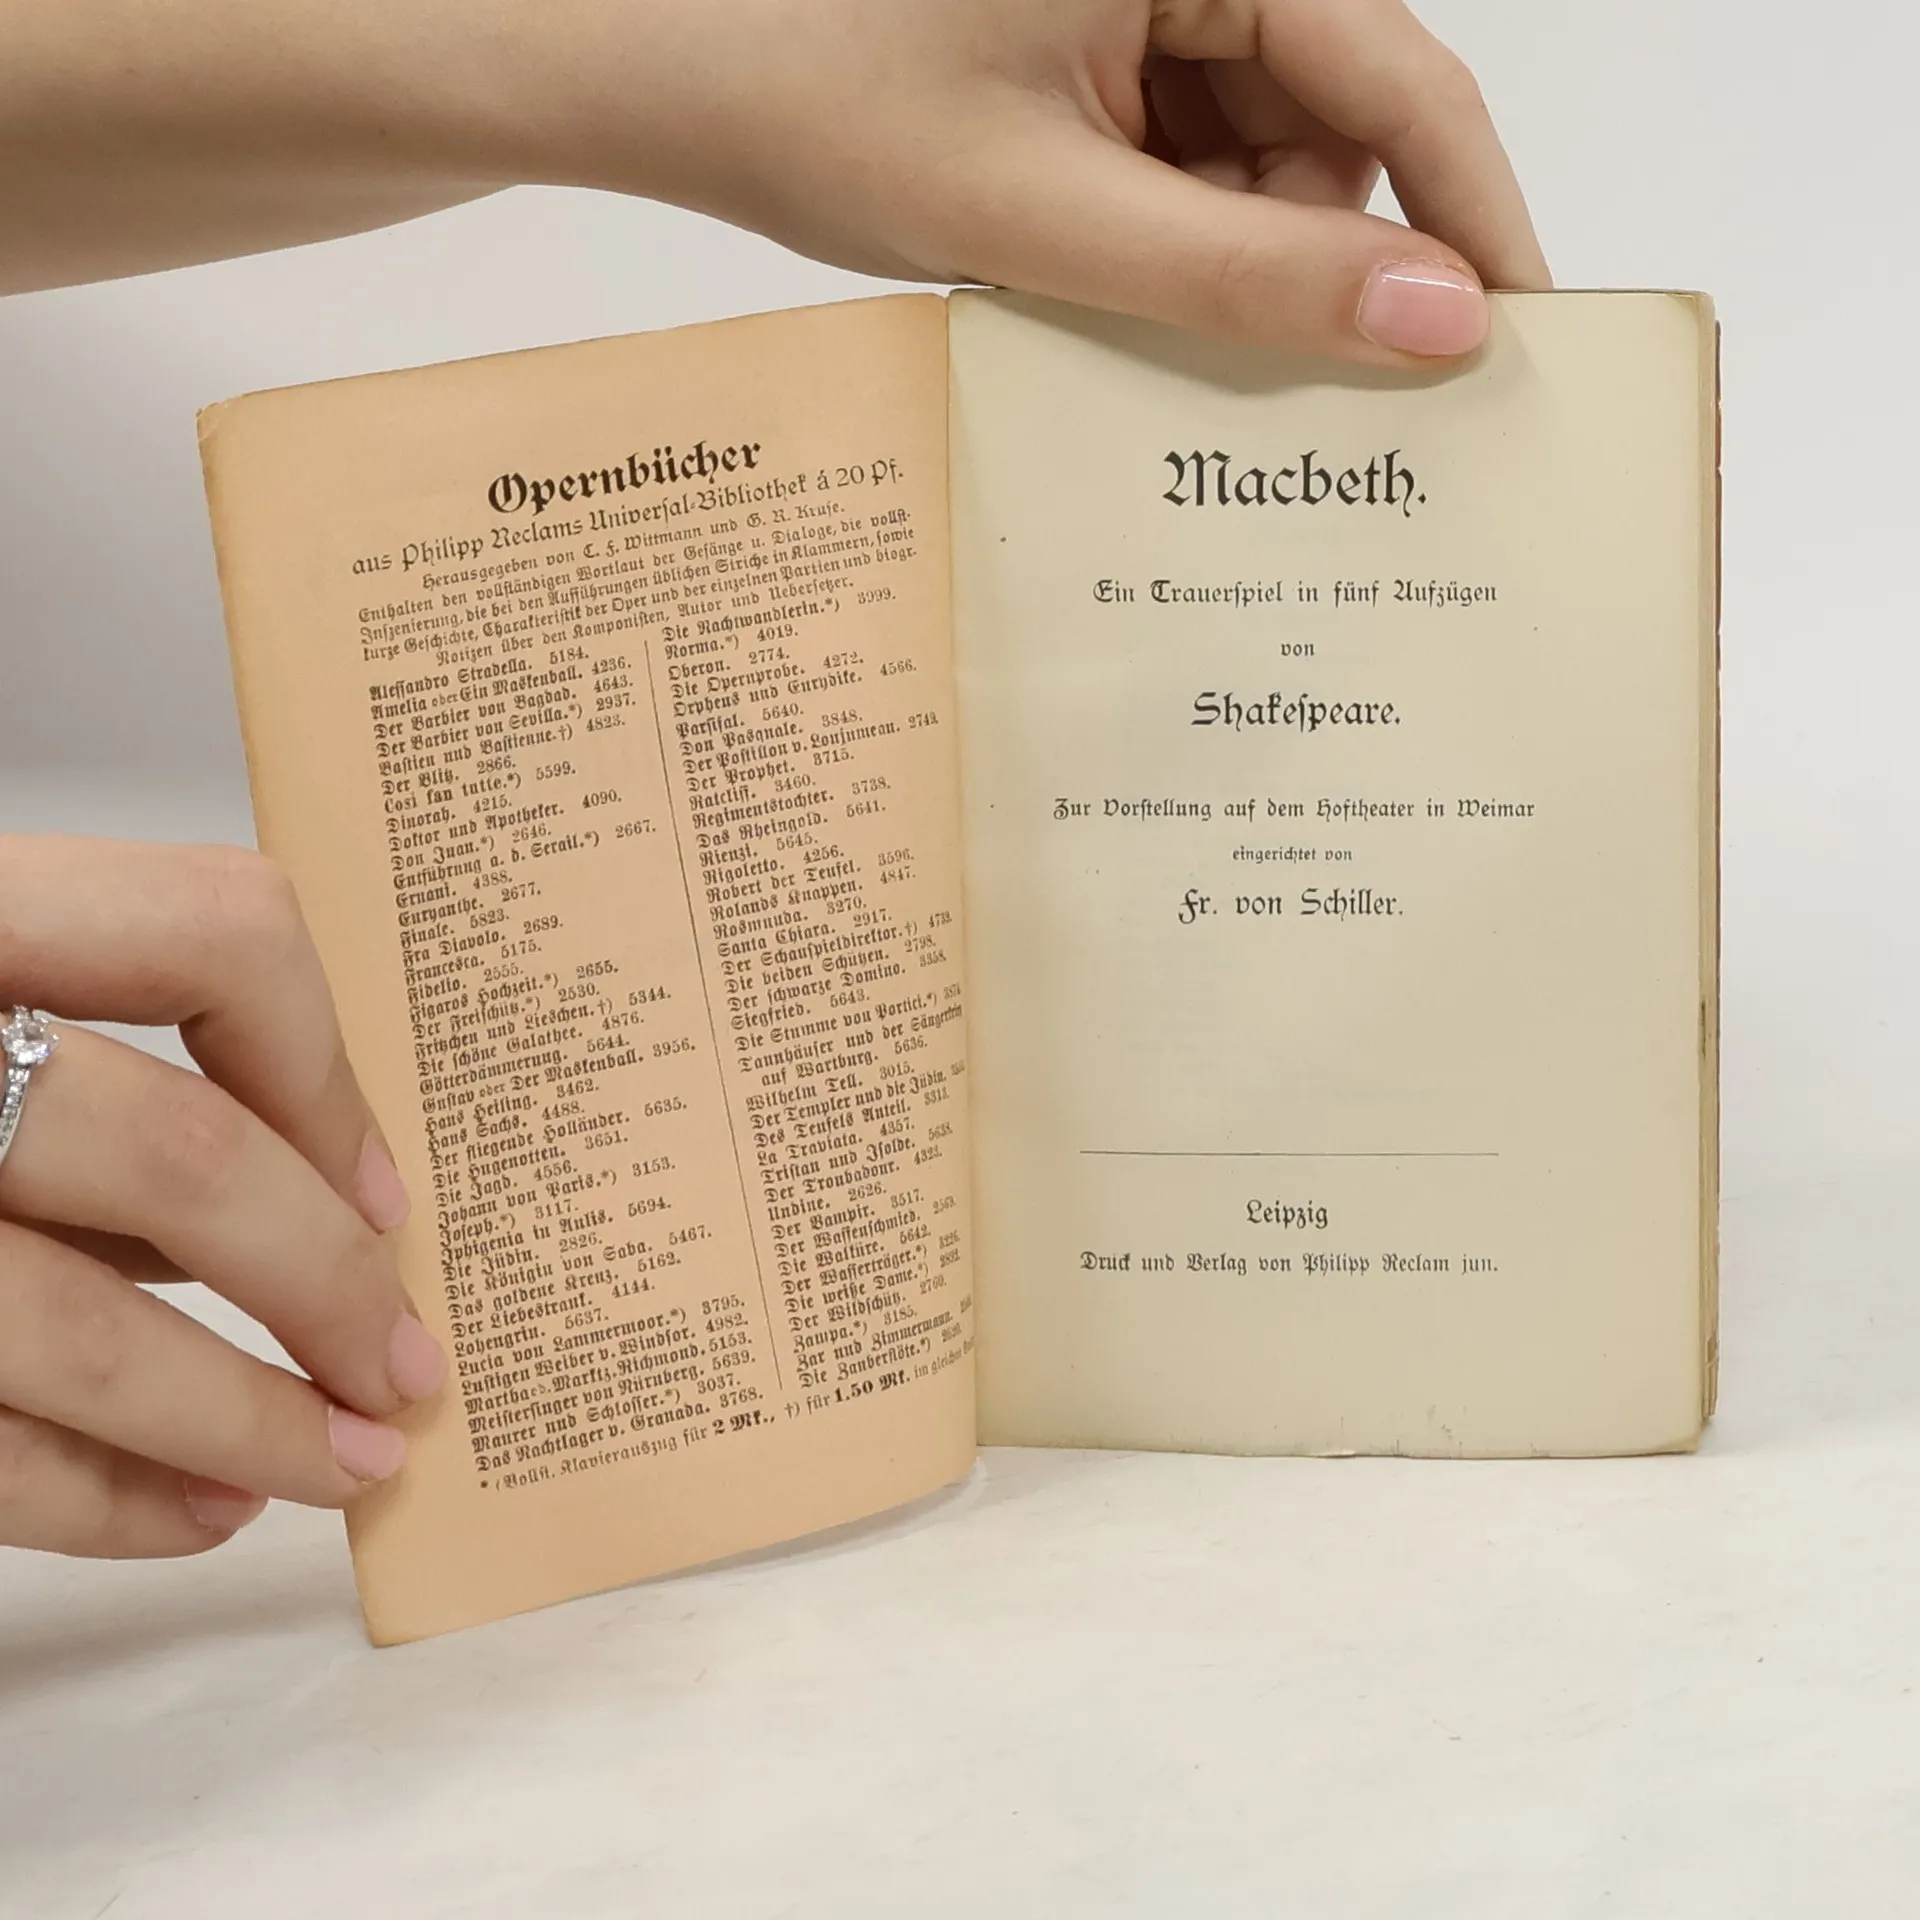 Opernbücher
aus Philipp Reclams Universal-Bibliothek á 20 Pf.
Herausgegeben von C. F. Wittmann und G. R. Kruse.
Enthalten den vollständigen Wortlaut der Gesänge u. Dialoge, die vollst.
Inszenierung, die bei den Aufführungen üblichen Striche in Klammern, sowie
kurze Geschichte, Charakteristik der Oper und der einzelnen Partien und biogr.
Notizen über den Komponisten, Autor und Uebersetzer.
Alessandro Stradella. 5184.
Amelia oder Ein Maskenball. 4236.
Der Barbier von Bagdad. 4643.
Der Barbier von Sevilla.*) 2937.
Bastien und Bastienne.†) 4823.
Der Blitz. 2866.
Cosi fan tutte.*) 5599.
Dinorah. 4215.
Doktor und Apotheker. 4090.
Don Juan.*) 2646.
Entführung a. d. Serail.*) 2667.
Ernani. 4388.
Euryanthe. 2677.
Finale. 5823.
Fra Diavolo. 2689.
Francesca. 5175.
Fidelio. 2555.
Figaros Hochzeit.*) 2655.
Der Freischütz.*) 2530.
Fritzchen und Lieschen.†) 5344.
Die schöne Galathee. 4876.
Götterdämmerung. 5644.
Gustav oder Der Maskenball. 3956.
Hans Heiling. 3462.
Hans Sachs. 4488.
Der fliegende Holländer. 5635.
Die Hugenotten. 3651.
Die Jagd. 4556.
Johann von Paris.*) 3153.
Joseph.*) 3117.
Iphigenia in Aulis. 5694.
Die Jüdin. 2826.
Die Königin von Saba. 5467.
Das goldene Kreuz. 5162.
Der Liebestrank. 4144.
Lohengrin. 5637.
Lucia von Lammermoor.*) 3795.
Lustigen Weiber v. Windsor. 4982.
Martha o. d. Marktz. Richmond. 5153.
Meistersinger von Nürnberg. 5639.
Maurer und Schlosser.*) 3037.
Das Nachtlager v. Granada. 3768.
Die Nachtwandlerin.*) 3999.
Norma.*) 4019.
Oberon. 2774.
Die Opernprobe. 4272.
Orpheus und Eurydike. 4566.
Parsifal. 5640.
Don Pasquale. 3848.
Der Postillon v. Lonjumeau. 2749.
Der Prophet. 3715.
Ratcliff. 3460.
Regimentstochter. 3738.
Das Rheingold. 5641.
Rienzi. 5645.
Rigoletto. 4256.
Robert der Teufel. 3596.
Rolands Knappen. 4847.
Rosmunda. 3270.
Santa Chiara. 2917.
Der Schauspieldirektor.†) 4738.
Die beiden Schützen. 2798.
Der schwarze Domino. 3358.
Siegfried. 5643.
Die Stumme von Portici.*) 3874
Tannhäuser und der Sängerkrieg
auf Wartburg. 5636.
Wilhelm Tell. 3015.
Der Templer und die Jüdin.
Des Teufels Anteil. 3313.
La Traviata. 4357.
Tristan und Isolde. 5638.
Der Troubadour. 4323.
Undine. 2626.
Der Vampir. 3517.
Der Waffenschmied. 2569.
Die Walküre. 5642.
Der Wasserträger.*) 3226.
Die weiße Dame.*) 2892.
Der Wildschütz. 2760.
Zampa.*) 3185.
Zar und Zimmermann.
Die Zauberflöte.*) 2620.
* (Vollst. Klavierauszug für 2 Mk., †) für 1.50 Mk. im gleichen
Macbeth.
Ein Trauerspiel in fünf Aufzügen
von
Shakespeare.
Zur Vorstellung auf dem Hoftheater in Weimar
eingerichtet von
Fr. von Schiller.
Leipzig
Druck und Verlag von Philipp Reclam jun.